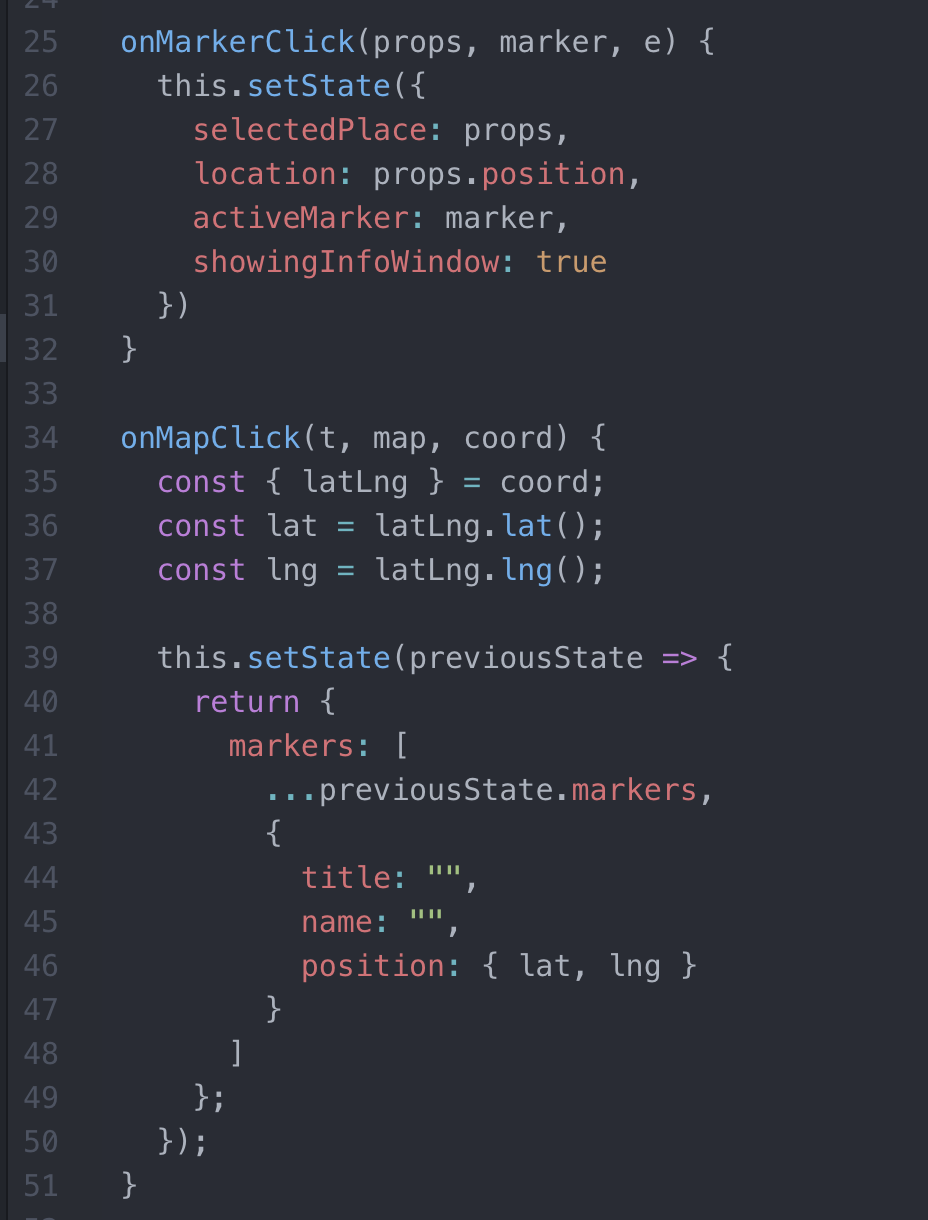 25 onMarkerClick(props, marker, e) {
26 this.setState({
27 selectedPlace: props,
28 location: props.position,
29 activeMarker: marker,
30 showingInfoWindow: true
31 })
32 }
33
34 onMapClick(t, map, coord) {
35 const { latLng } = coord;
36 const lat = latLng.lat();
37 const lng = latLng.lng();
38
39 this.setState(previousState => {
40 return {
41 markers: [
42 ...previousState.markers,
43 {
44 title: "",
45 name: "",
46 position: { lat, lng }
47 }
48 ]
49 };
50 });
51 }